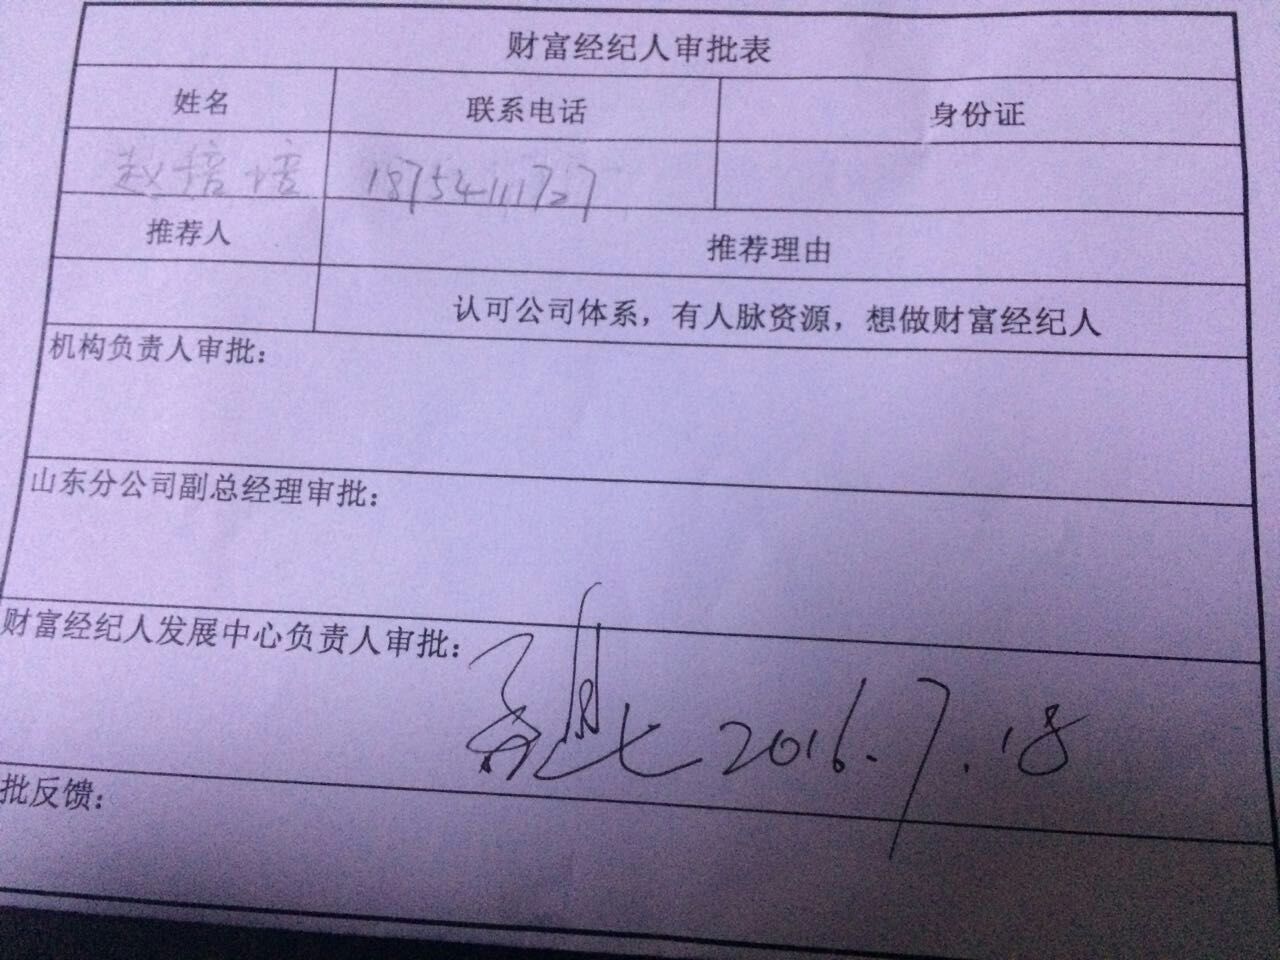 财富经纪人审批表
姓名 联系电话 身份证
赵培培 18754111727
推荐人 推荐理由
认可公司体系，有人脉资源，想做财富经纪人
机构负责人审批：
山东分公司副总经理审批：
财富经纪人发展中心负责人审批：
2016.7.18
批反馈：